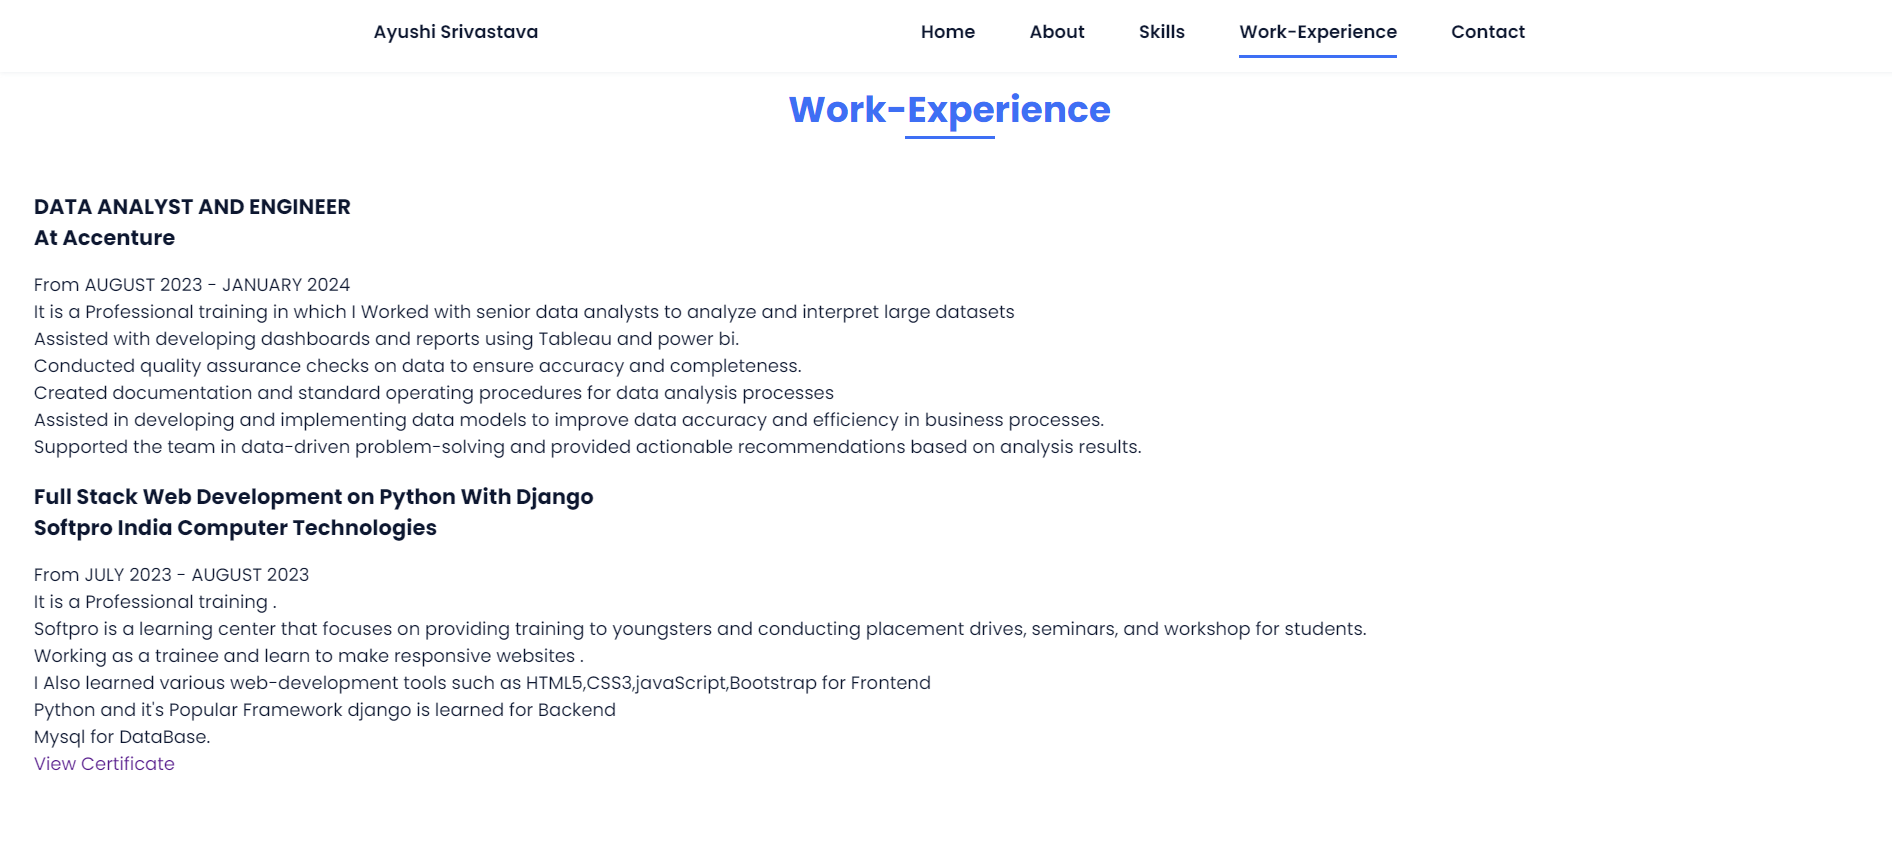 Ayushi Srivastava
Home
About
Skills
Work-Experience
Contact
Work-Experience
DATA ANALYST AND ENGINEER
At Accenture
From AUGUST 2023 - JANUARY 2024
It is a Professional training in which I Worked with senior data analysts to analyze and interpret large datasets
Assisted with developing dashboards and reports using Tableau and power bi.
Conducted quality assurance checks on data to ensure accuracy and completeness.
Created documentation and standard operating procedures for data analysis processes
Assisted in developing and implementing data models to improve data accuracy and efficiency in business processes.
Supported the team in data-driven problem-solving and provided actionable recommendations based on analysis results.
Full Stack Web Development on Python With Django
Softpro India Computer Technologies
From JULY 2023 - AUGUST 2023
It is a Professional training .
Softpro is a learning center that focuses on providing training to youngsters and conducting placement drives, seminars, and workshop for students.
Working as a trainee and learn to make responsive websites .
I Also learned various web-development tools such as HTML5,CSS3,javaScript,Bootstrap for Frontend
Python and it's Popular Framework django is learned for Backend
Mysql for DataBase.
View Certificate